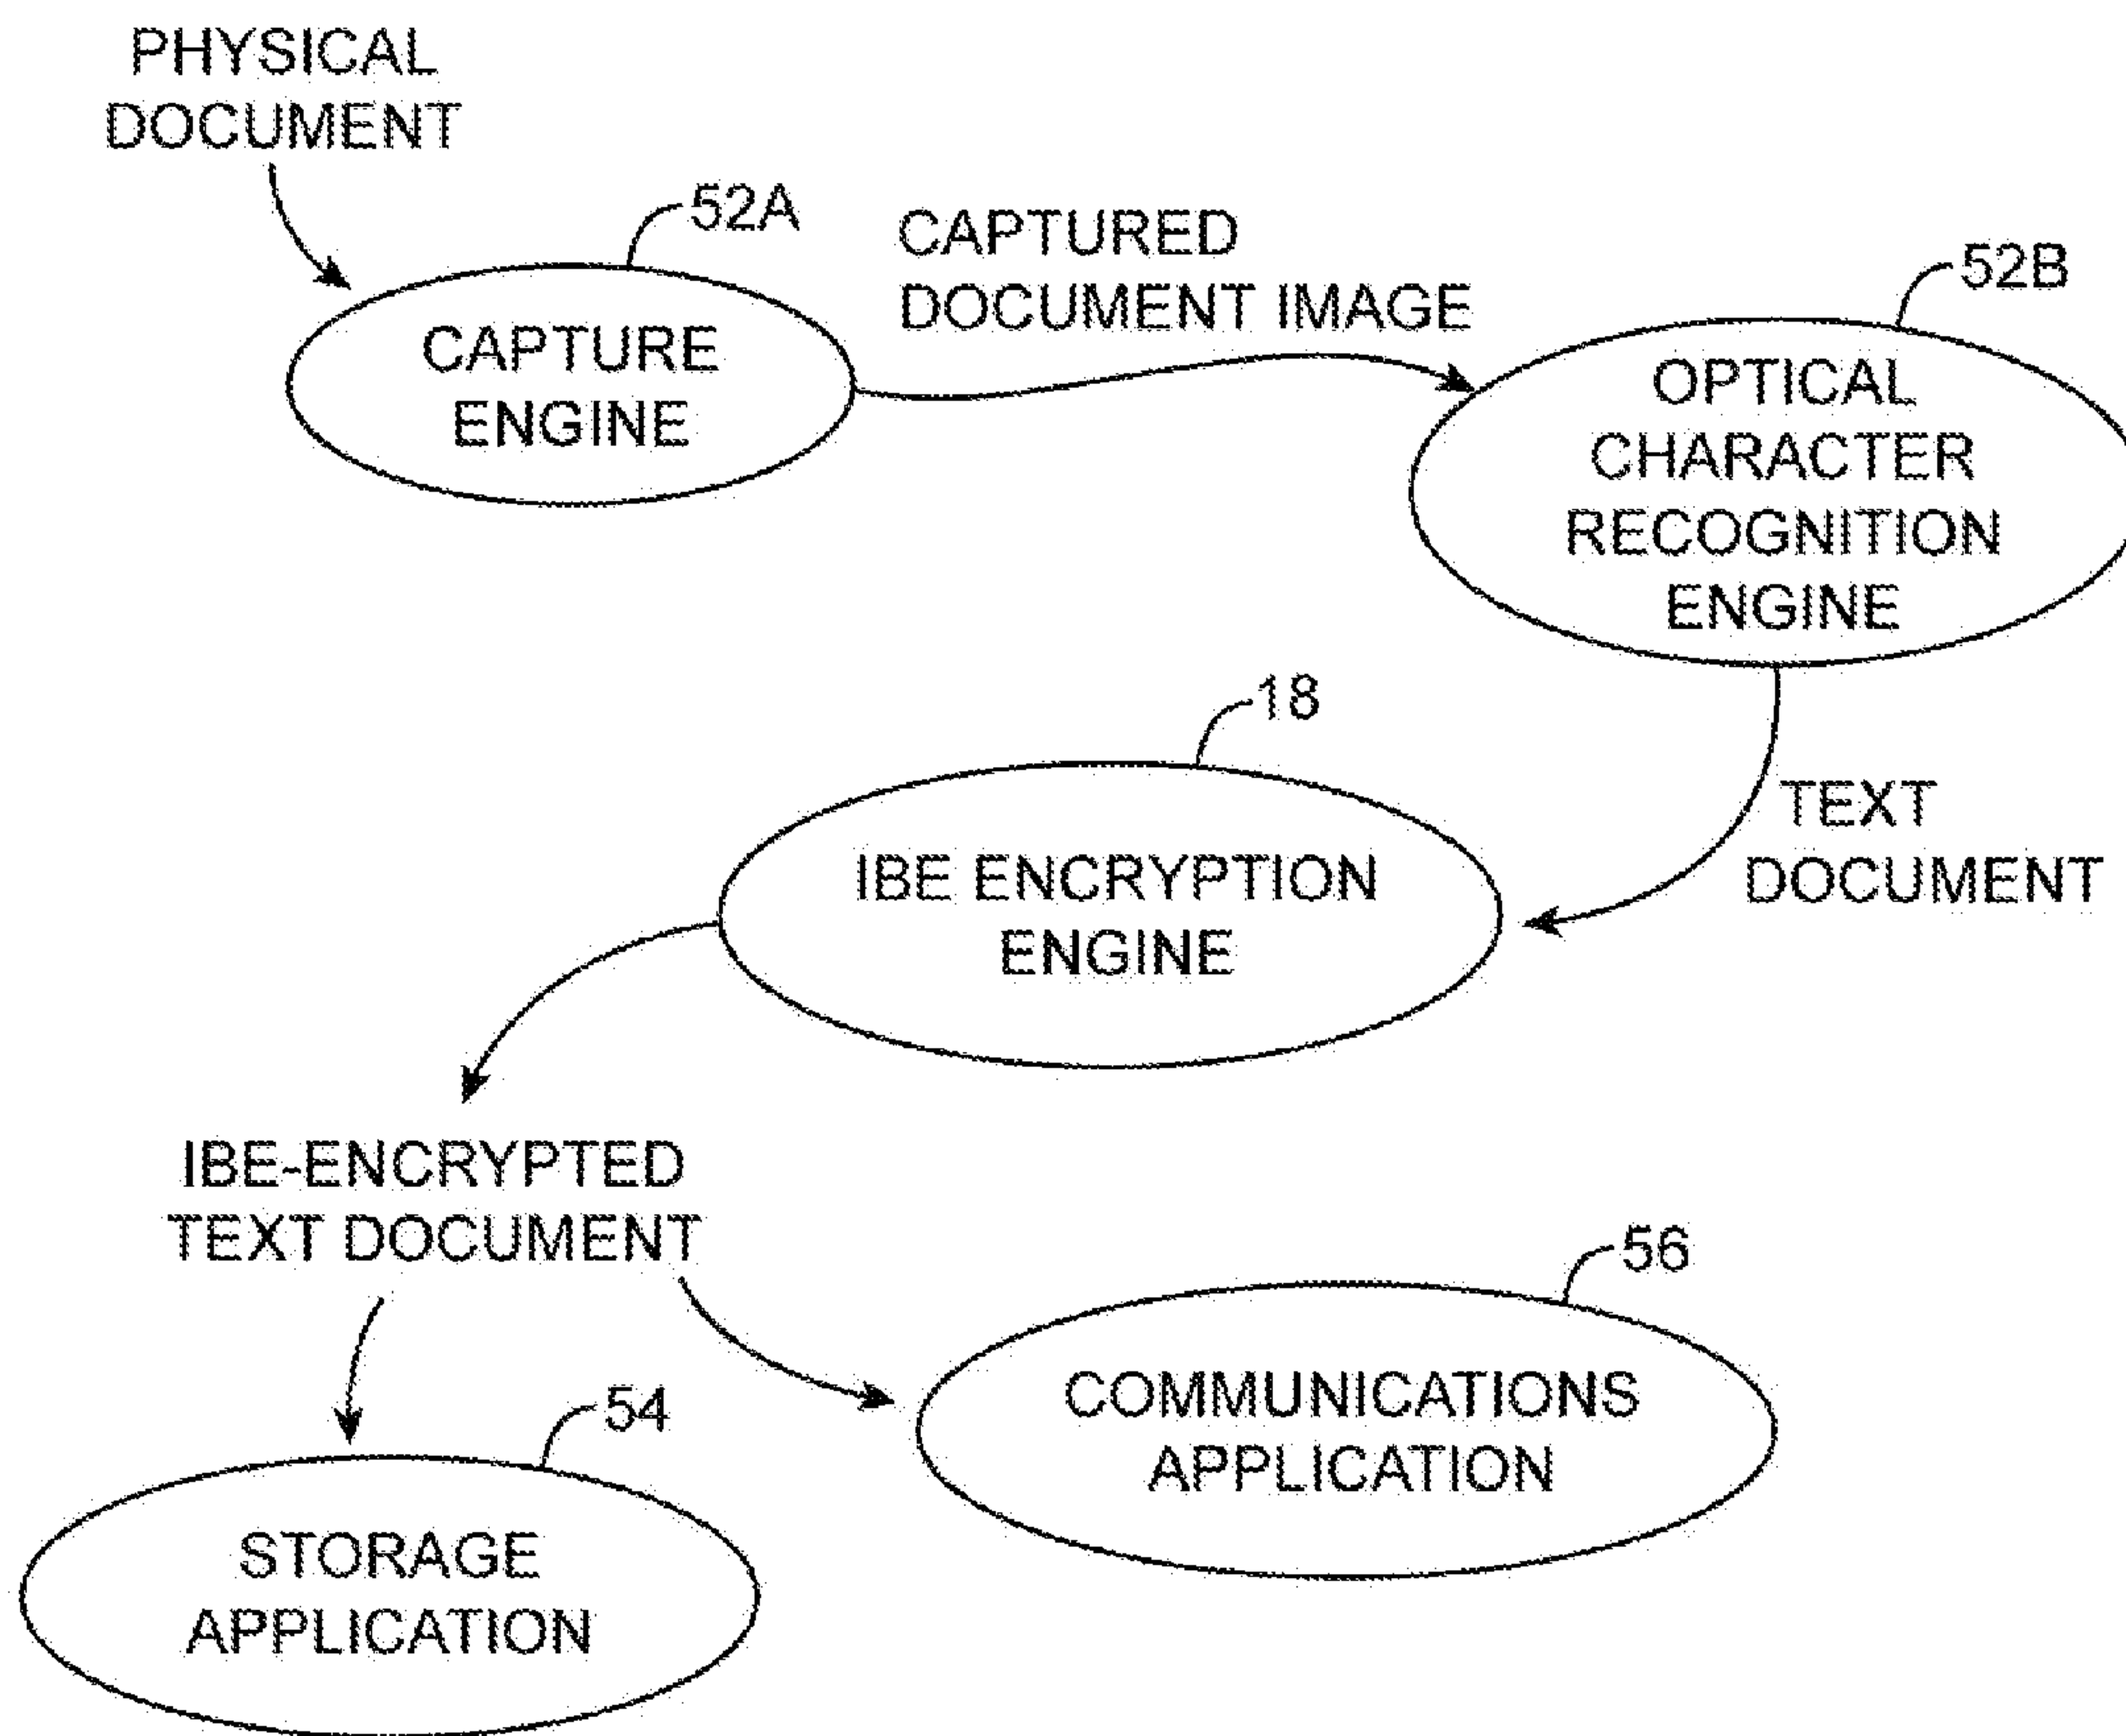 PHYSICAL
DOCUMENT
52A
CAPTURE
ENGINE
CAPTURED
DOCUMENT IMAGE
52B
OPTICAL
CHARACTER
RECOGNITION
ENGINE
18
IBE ENCRYPTION
ENGINE
TEXT
DOCUMENT
IBE-ENCRYPTED
TEXT DOCUMENT
56
COMMUNICATIONS
APPLICATION
54
STORAGE
APPLICATION